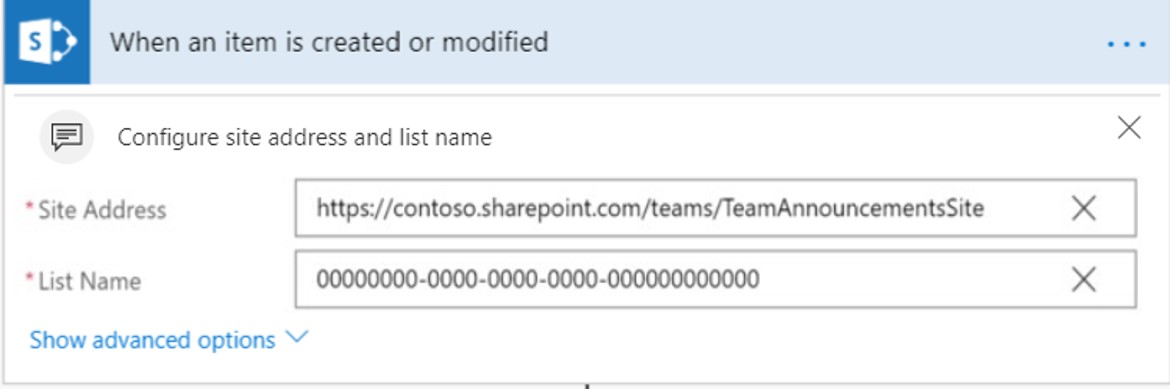 S
When an item is created or modified
...
Configure site address and list name
* Site Address
https://contoso.sharepoint.com/teams/TeamAnnouncementsSite
* List Name
00000000-0000-0000-0000-000000000000
Show advanced options